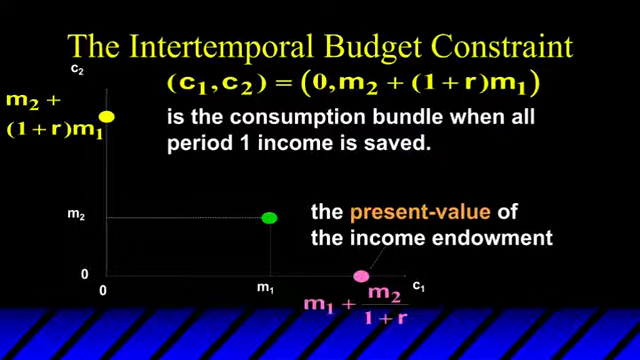 The Intertemporal Budget Constraint
c₂
(c₁,c₂) = (0,m₂ + (1 + r)m₁)
m₂ +
(1 + r)m₁
is the consumption bundle when all
period 1 income is saved.
the present-value of
the income endowment
m₂
0
0
m₁
c₁
m₁ + m₂/1 + r